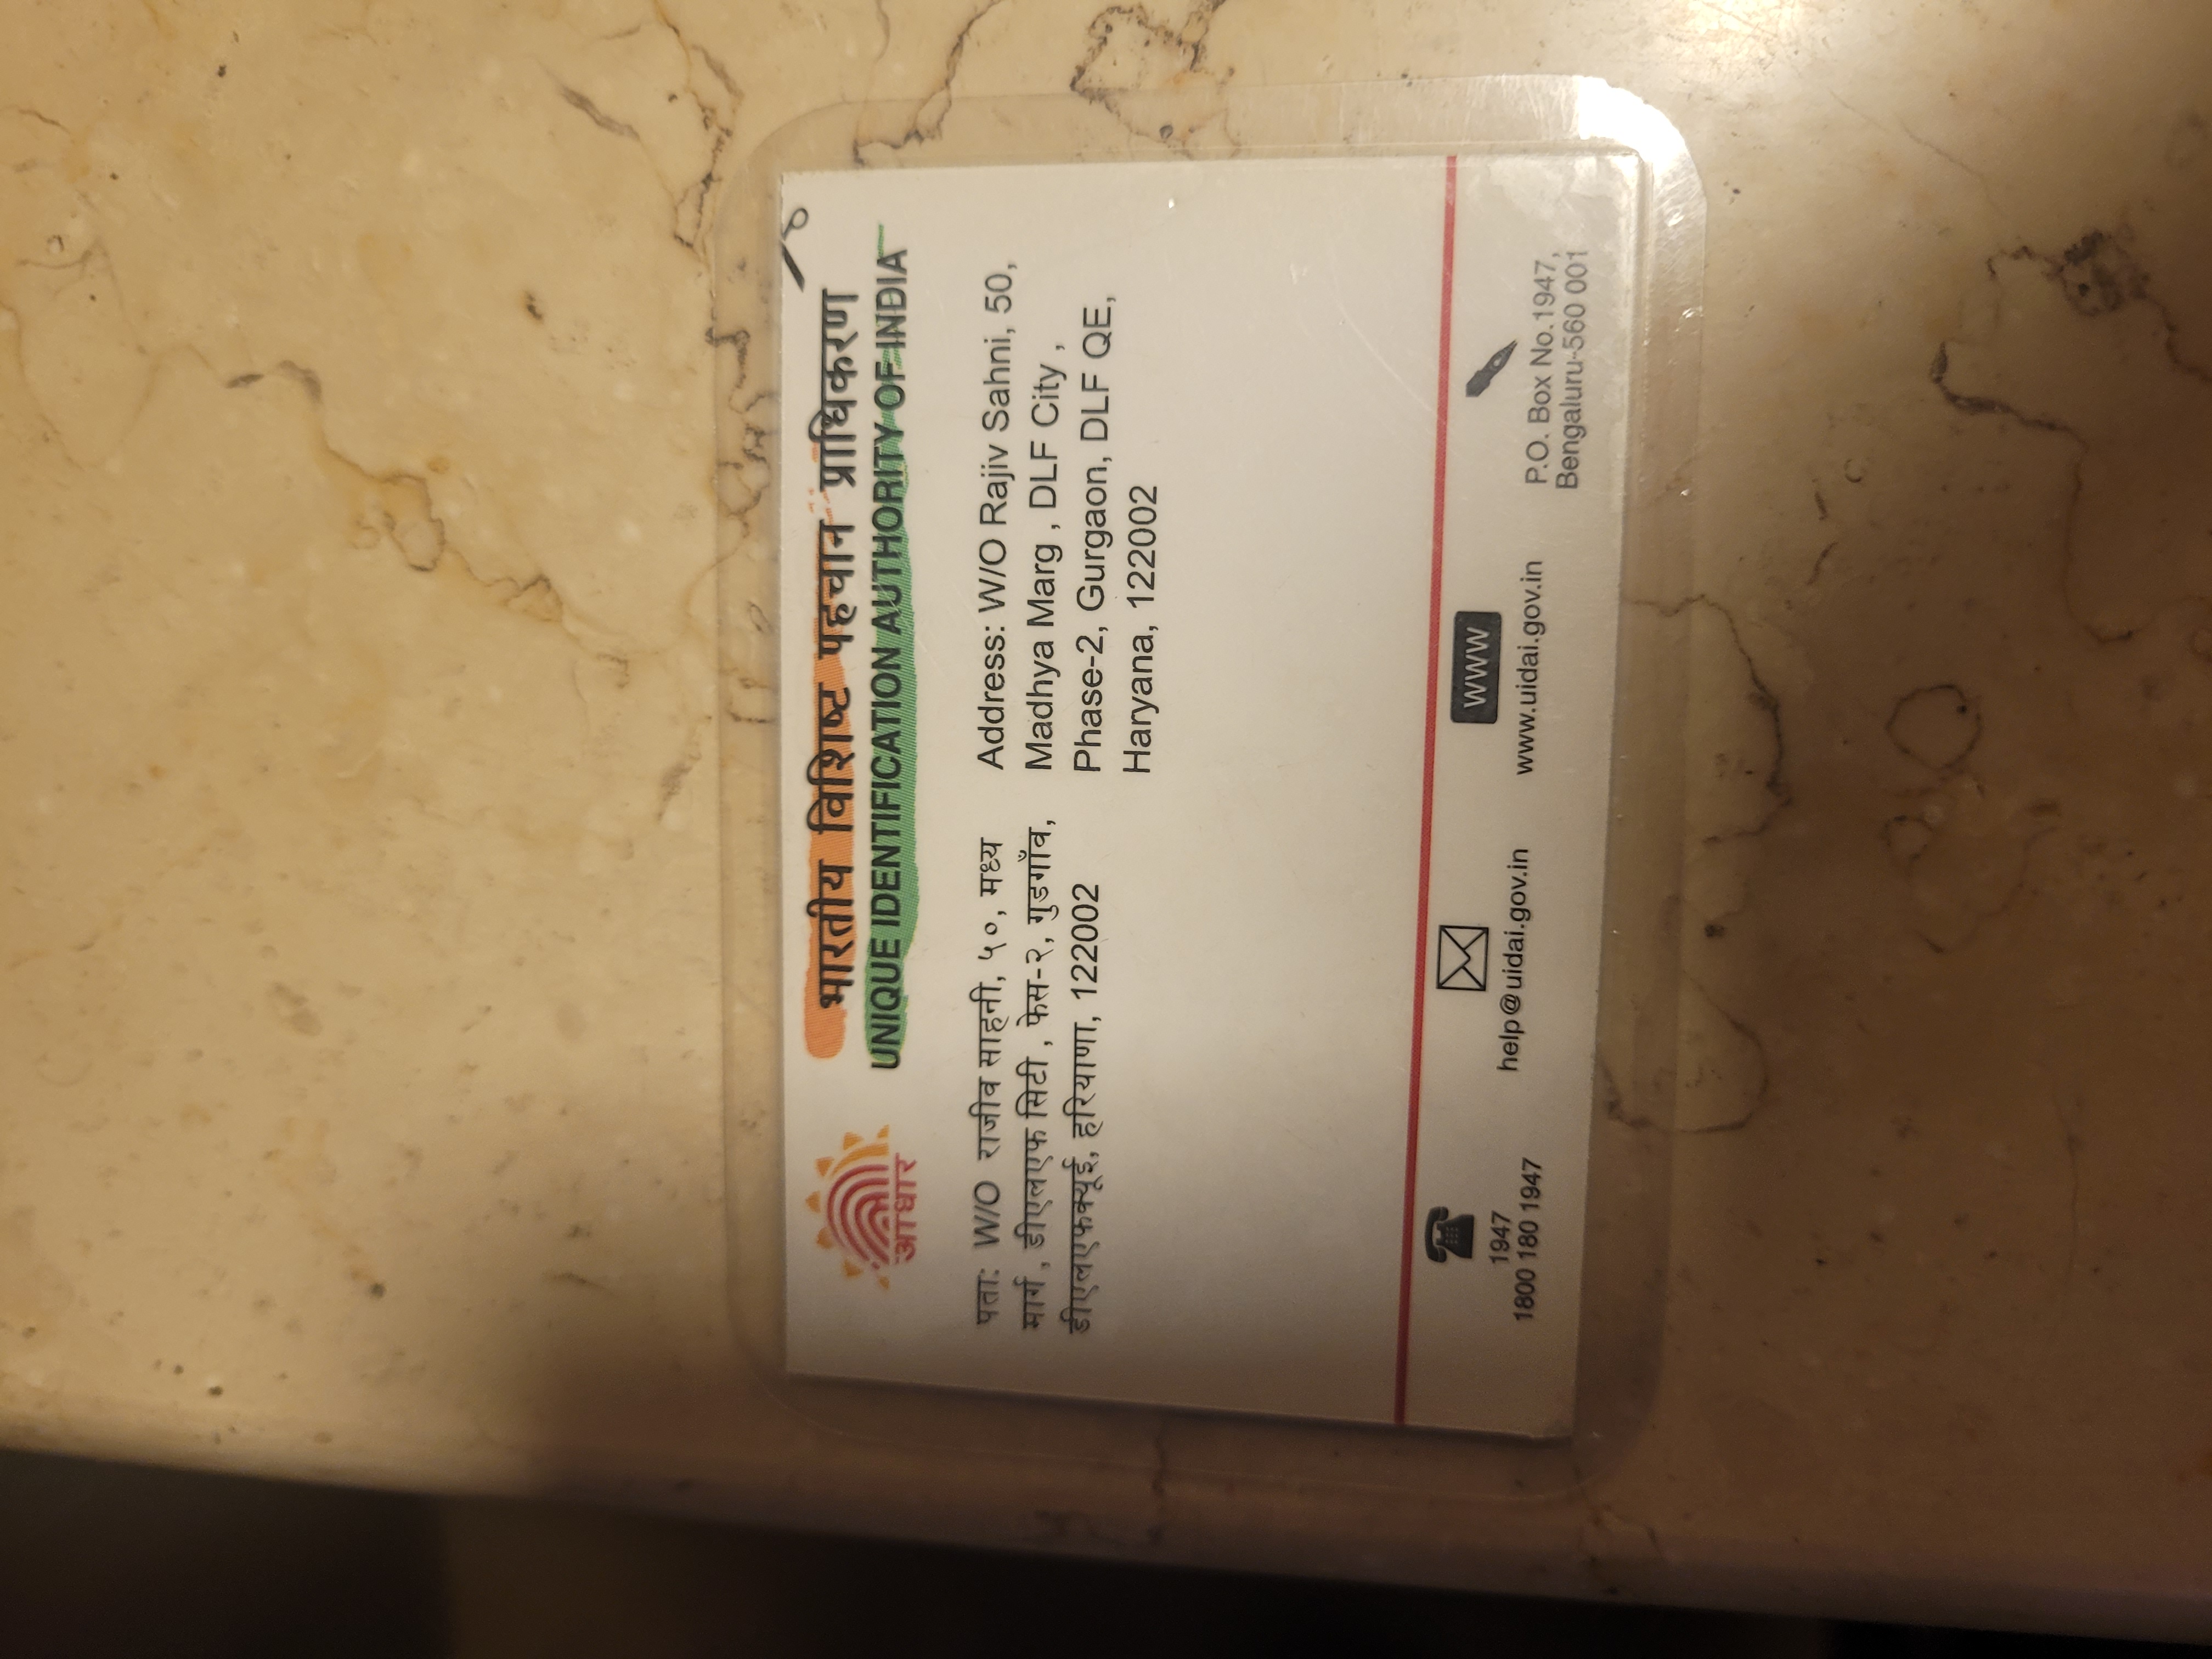 भारतीय विशिष्ट पहचान प्राधिकरण
UNIQUE IDENTIFICATION AUTHORITY OF INDIA
आधार
पता: W/O राजीव साहनी, ५०, मध्य
मार्ग , डीएलएफ सिटी , फेस-२, गुडगाँव,
डीएलएफक्यूई, हरियाणा, 122002
Address: W/O Rajiv Sahni, 50,
Madhya Marg , DLF City ,
Phase-2, Gurgaon, DLF QE,
Haryana, 122002
1947
1800 180 1947
help@uidai.gov.in
WWW
www.uidai.gov.in
P.O. Box No.1947,
Bengaluru-560 001